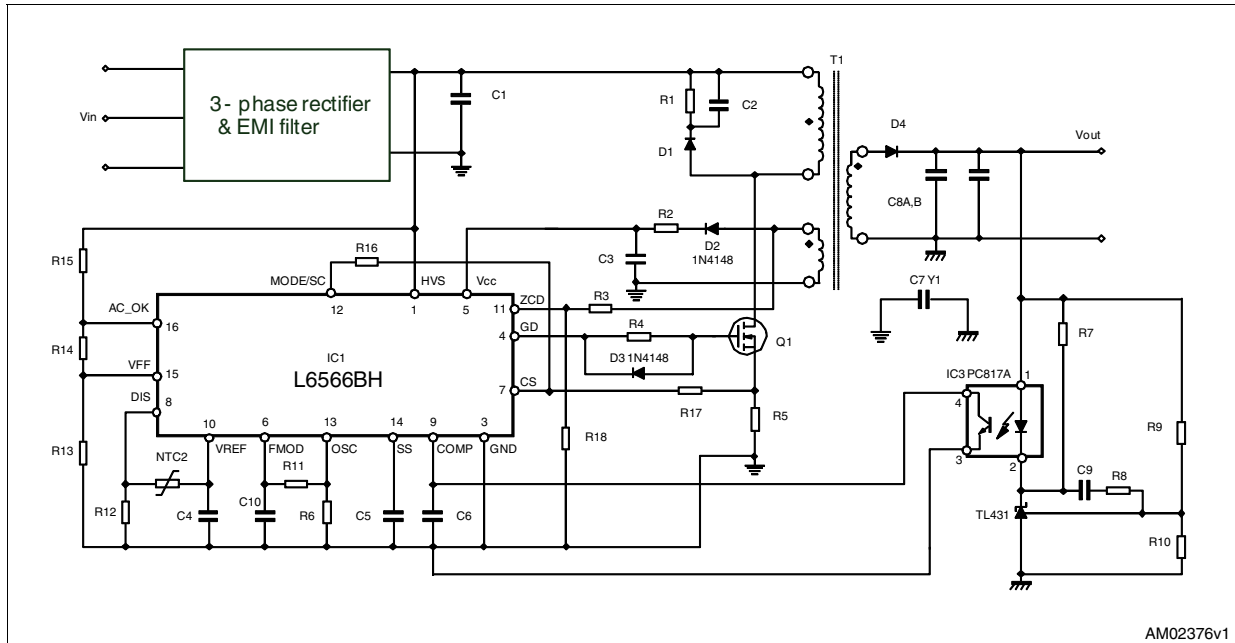 T1
3- phase rectifier
& EMI filter
Vin
C1
R1
C2
D1
D4
Vout
C8A,B
R2
D2
1N4148
C3
R15
R16
MODE/SC
HVS
Vcc
12
1
5
ZCD
11
R3
C7 Y1
AC_OK
16
GD
4
R4
R7
R14
Q1
D3 1N4148
IC1
L6566BH
VFF
15
IC3 PC817A
1
4
CS
7
R17
DIS
8
R5
R9
R13
10
6
13
14
9
3
VREF
FMOD
OSC
SS
COMP
GND
R18
3
2
NTC2
R11
C9
R8
R12
C4
C10
R6
C5
C6
TL431
R10
AM02376v1